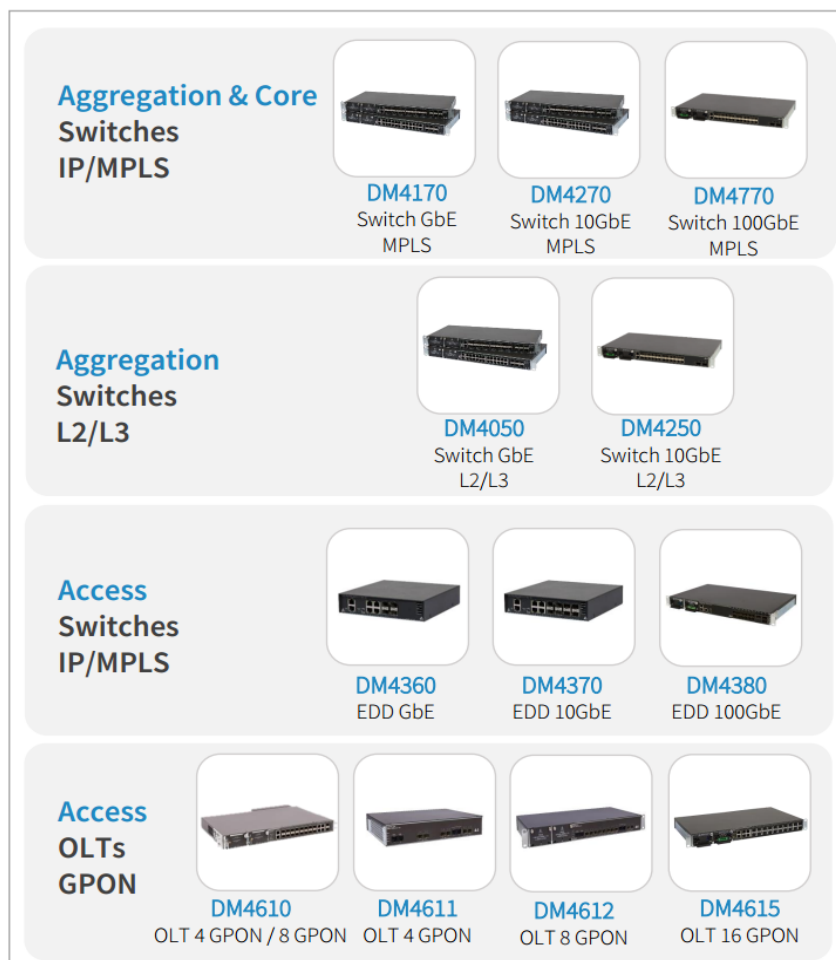 Aggregation & Core
Switches
IP/MPLS
DM4170
Switch GbE
MPLS
DM4270
Switch 10GbE
MPLS
DM4770
Switch 100GbE
MPLS
Aggregation
Switches
L2/L3
DM4050
Switch GbE
L2/L3
DM4250
Switch 10GbE
L2/L3
Access
Switches
IP/MPLS
DM4360
EDD GbE
DM4370
EDD 10GbE
DM4380
EDD 100GbE
Access
OLTs
GPON
DM4610
OLT 4 GPON / 8 GPON
DM4611
OLT 4 GPON
DM4612
OLT 8 GPON
DM4615
OLT 16 GPON